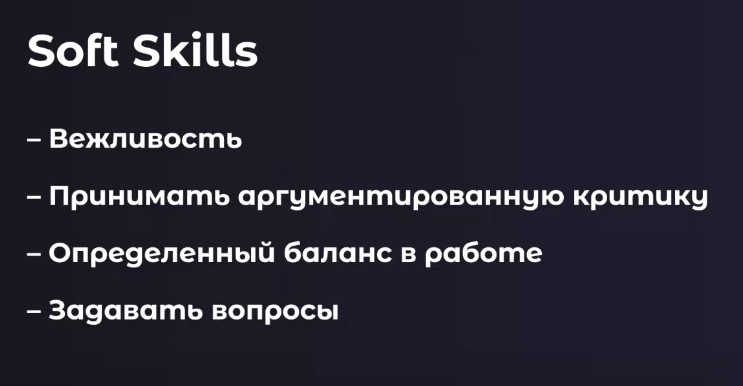 Soft Skills
– Вежливость
– Принимать аргументированную критику
– Определенный баланс в работе
– Задавать вопросы